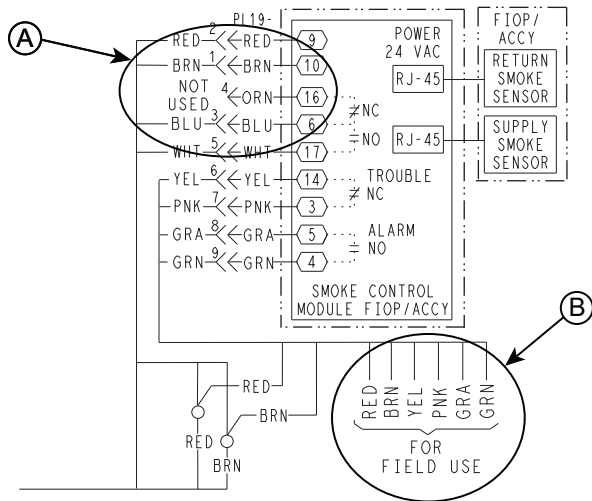 A
B
PL19-
RED 2 RED 9
BRN 1 BRN 10
NOT USED 4 ORN 16
BLU 3 BLU 6
WHT 5 WHT 17
YEL 6 YEL 14
PNK 7 PNK 3
GRA 8 GRA 5
GRN 9 GRN 4
NC
NO
TROUBLE
NC
ALARM
NO
POWER
24 VAC
RJ-45
RJ-45
SMOKE CONTROL
MODULE FIOP/ACCY
FIOP/
ACCY
RETURN
SMOKE
SENSOR
SUPPLY
SMOKE
SENSOR
RED
BRN
RED
BRN
RED
BRN
YEL
PNK
GRA
GRN
FOR
FIELD USE